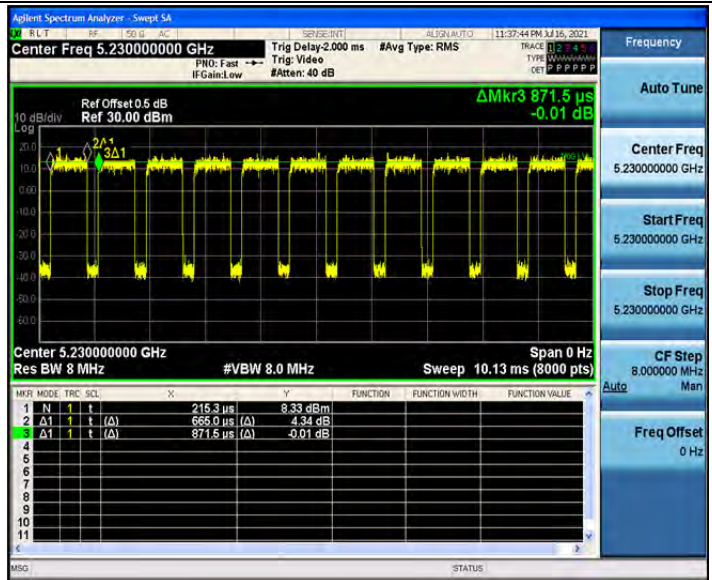 Agilent Spectrum Analyzer - Swept SA
RLT RF 50 Ω AC SENSE:INT ALIGN AUTO 11:37:44 PM Jul 16, 2021
Center Freq 5.230000000 GHz
PNO: Fast
IFGain:Low
Trig Delay-2.000 ms
Trig: Video
#Atten: 40 dB
#Avg Type: RMS
TRACE 1 2 3 4 5 6
TYPE
DET P P P P P P
ΔMkr3 871.5 µs
-0.01 dB
Ref Offset 0.5 dB
10 dB/div Ref 30.00 dBm
Log
20.0
10.0
0.00
-10.0
-20.0
-30.0
-40.0
-50.0
-60.0
1
2Δ1
3Δ1
Center 5.230000000 GHz Span 0 Hz
Res BW 8 MHz #VBW 8.0 MHz Sweep 10.13 ms (8000 pts)
MKR MODE TRC SCL X Y FUNCTION FUNCTION WIDTH FUNCTION VALUE
1 N 1 t 215.3 µs 8.33 dBm
2 Δ1 1 t (Δ) 665.0 µs (Δ) 4.34 dB
3 Δ1 1 t (Δ) 871.5 µs (Δ) -0.01 dB
4
5
6
7
8
9
10
11
MSG STATUS
Frequency
Auto Tune
Center Freq
5.230000000 GHz
Start Freq
5.230000000 GHz
Stop Freq
5.230000000 GHz
CF Step
8.000000 MHz
Auto Man
Freq Offset
0 Hz